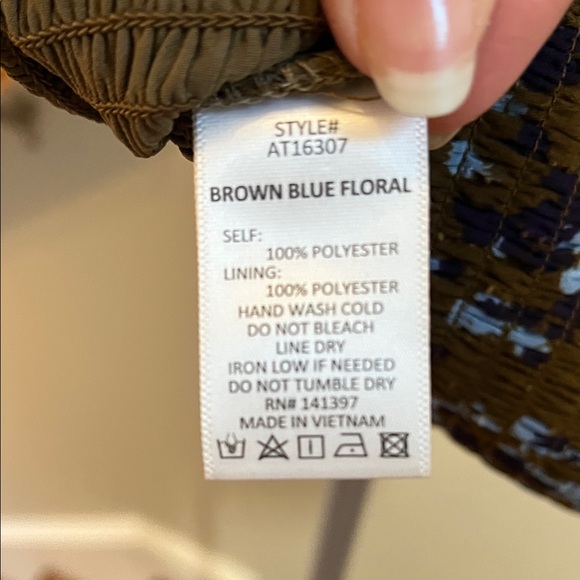 STYLE#
AT16307
BROWN BLUE FLORAL
SELF:
100% POLYESTER
LINING:
100% POLYESTER
HAND WASH COLD
DO NOT BLEACH
LINE DRY
IRON LOW IF NEEDED
DO NOT TUMBLE DRY
RN# 141397
MADE IN VIETNAM